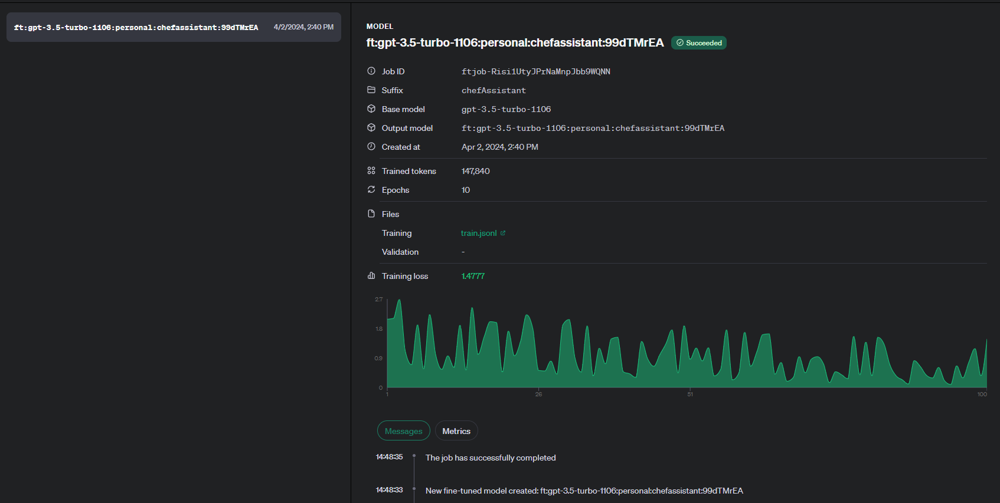 ft:gpt-3.5-turbo-1106:personal:chefassistant:99dTMrEA 4/2/2024, 2:40 PM
MODEL
ft:gpt-3.5-turbo-1106:personal:chefassistant:99dTMrEA Succeeded
Job ID ftjob-Risi1UtyJPrNaMnpJbb9WQNN
Suffix chefAssistant
Base model gpt-3.5-turbo-1106
Output model ft:gpt-3.5-turbo-1106:personal:chefassistant:99dTMrEA
Created at Apr 2, 2024, 2:40 PM
Trained tokens 147,840
Epochs 10
Files
Training train.jsonl
Validation -
Training loss 1.4777
2.7
1.8
0.9
0
1 26 51 100
Messages Metrics
14:48:35 The job has successfully completed
14:48:33 New fine-tuned model created: ft:gpt-3.5-turbo-1106:personal:chefassistant:99dTMrEA